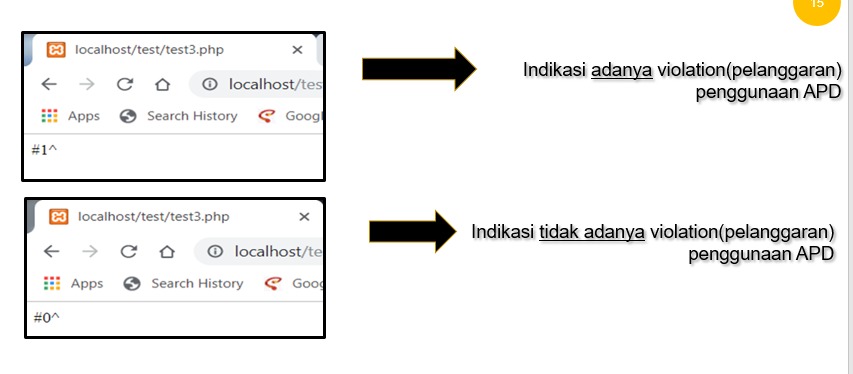 15
localhost/test/test3.php
localhost/tes
Apps Search History Googl
#1^
Indikasi adanya violation(pelanggaran)
penggunaan APD
localhost/test/test3.php
localhost/te
Apps Search History Goog
#0^
Indikasi tidak adanya violation(pelanggaran)
penggunaan APD